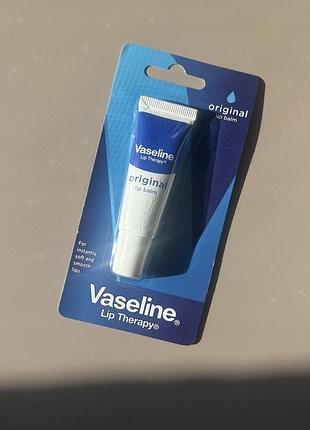 original
lip balm
Vaseline
Lip Therapy®
original
lip balm
For
instantly
soft and
smooth
lips
Vaseline®
Lip Therapy®